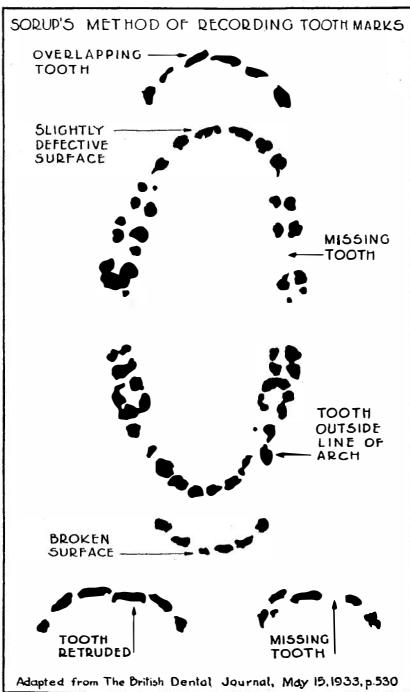 SORUP'S METHOD OF RECORDING TOOTH MARKS
OVERLAPPING
TOOTH
SLIGHTLY
DEFECTIVE
SURFACE
MISSING
TOOTH
TOOTH
OUTSIDE
LINE OF
ARCH
BROKEN
SURFACE
TOOTH
RETRUDED
MISSING
TOOTH
Adapted from The British Dental Journal, May 15, 1933, p.530